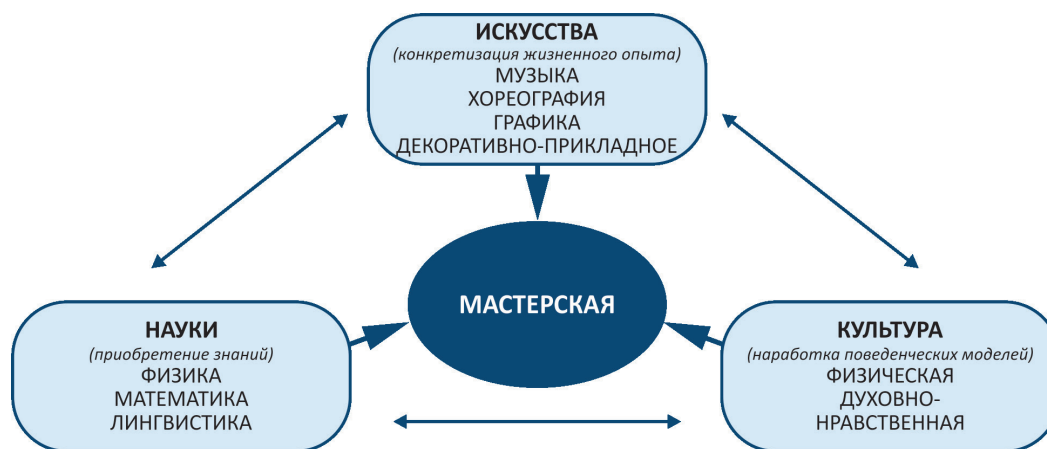 ИСКУССТВА
(конкретизация жизненного опыта)
МУЗЫКА
ХОРЕОГРАФИЯ
ГРАФИКА
ДЕКОРАТИВНО-ПРИКЛАДНОЕ
МАСТЕРСКАЯ
НАУКИ
(приобретение знаний)
ФИЗИКА
МАТЕМАТИКА
ЛИНГВИСТИКА
КУЛЬТУРА
(наработка поведенческих моделей)
ФИЗИЧЕСКАЯ
ДУХОВНО-
НРАВСТВЕННАЯ